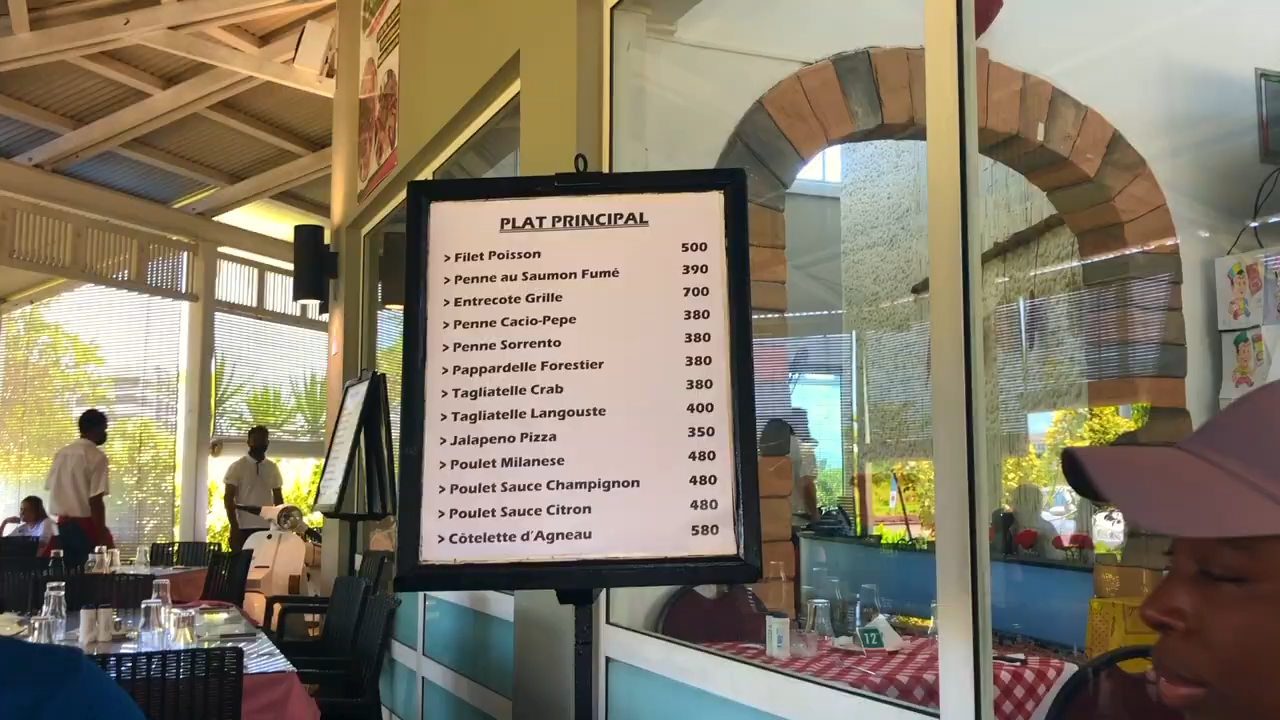 PLAT PRINCIPAL
> Filet Poisson 500
> Penne au Saumon Fumé 390
> Entrecote Grille 700
> Penne Cacio-Pepe 380
> Penne Sorrento 380
> Pappardelle Forestier 380
> Tagliatelle Crab 380
> Tagliatelle Langouste 400
> Jalapeno Pizza 350
> Poulet Milanese 480
> Poulet Sauce Champignon 480
> Poulet Sauce Citron 480
> Côtelette d'Agneau 580
12